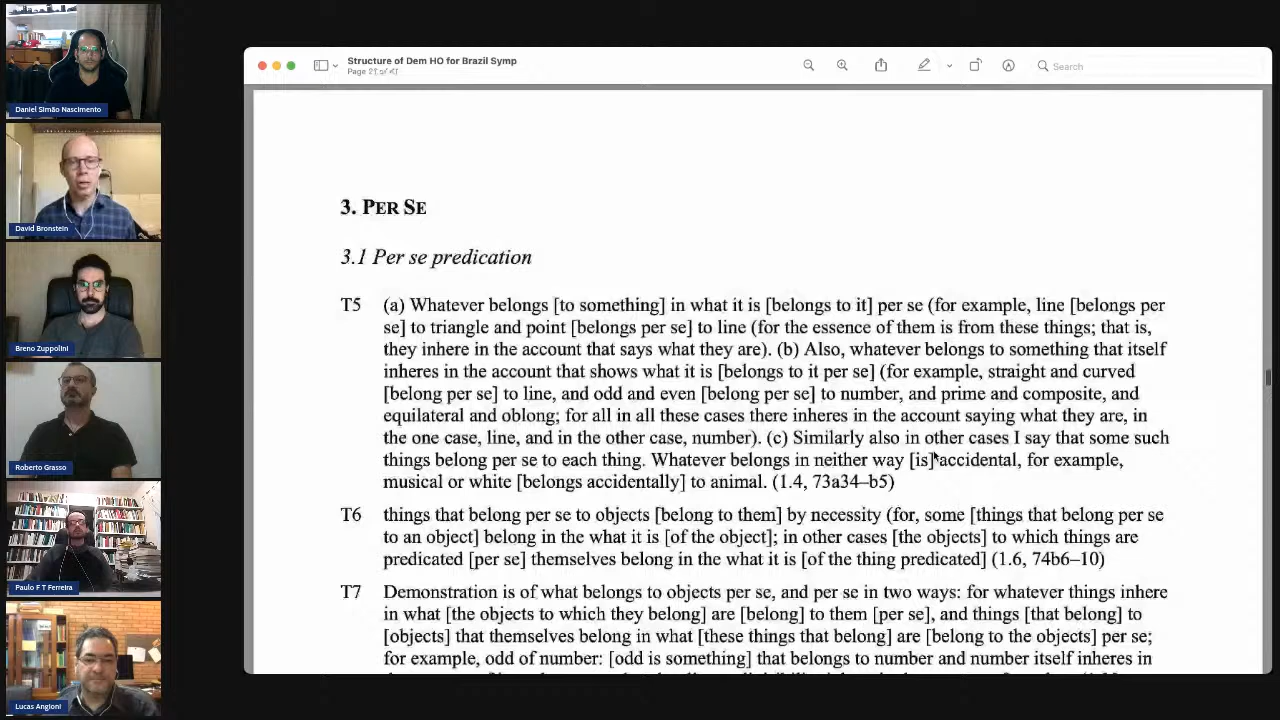 Daniel Simão Nascimento
David Bronstein
Breno Zuppolini
Roberto Grasso
Paulo F T Ferreira
Lucas Angioni
Structure of Dem HO for Brazil Symp
Page
Search
3. PER SE
3.1 Per se predication
T5 (a) Whatever belongs [to something] in what it is [belongs to it] per se (for example, line [belongs per
se] to triangle and point [belongs per se] to line (for the essence of them is from these things; that is,
they inhere in the account that says what they are). (b) Also, whatever belongs to something that itself
inheres in the account that shows what it is [belongs to it per se] (for example, straight and curved
[belong per se] to line, and odd and even [belong per se] to number, and prime and composite, and
equilateral and oblong; for all in all these cases there inheres in the account saying what they are, in
the one case, line, and in the other case, number). (c) Similarly also in other cases I say that some such
things belong per se to each thing. Whatever belongs in neither way [is] accidental, for example,
musical or white [belongs accidentally] to animal. (1.4, 73a34–b5)
T6 things that belong per se to objects [belong to them] by necessity (for, some [things that belong per se
to an object] belong in the what it is [of the object]; in other cases [the objects] to which things are
predicated [per se] themselves belong in the what it is [of the thing predicated] (1.6, 74b6–10)
T7 Demonstration is of what belongs to objects per se, and per se in two ways: for whatever things inhere
in what [the objects to which they belong] are [belong] to them [per se], and things [that belong] to
[objects] that themselves belong in what [these things that belong] are [belong to the objects] per se;
for example, odd of number: [odd is something] that belongs to number and number itself inheres in